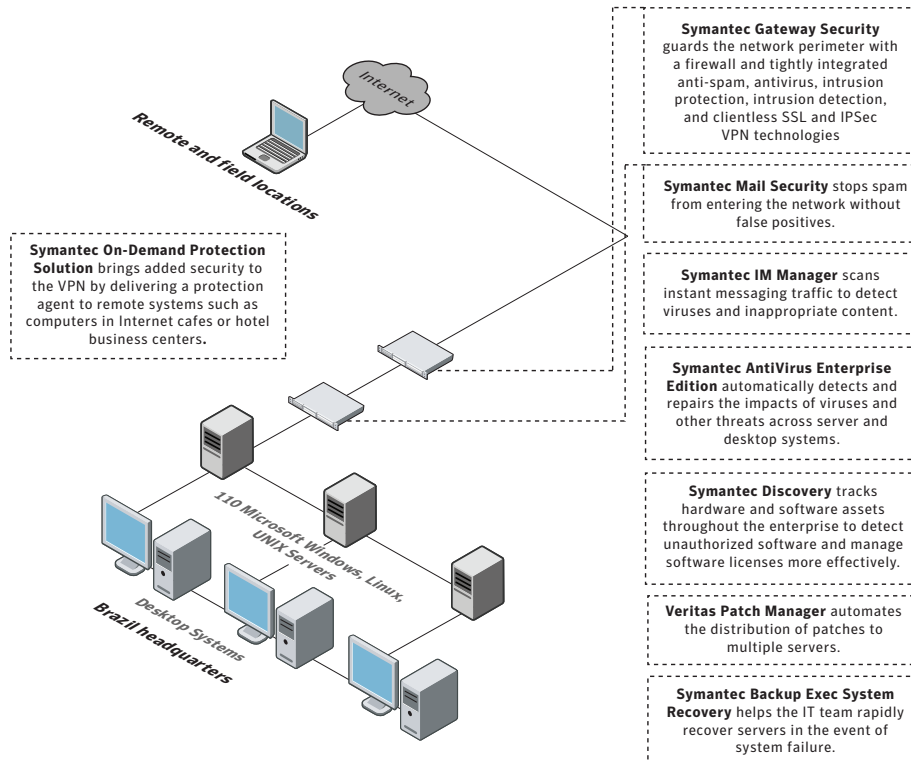 Internet
Remote and field locations
Symantec On-Demand Protection
Solution brings added security to
the VPN by delivering a protection
agent to remote systems such as
computers in Internet cafes or hotel
business centers.
110 Microsoft Windows, Linux,
UNIX Servers
Desktop Systems
Brazil headquarters
Symantec Gateway Security
guards the network perimeter with
a firewall and tightly integrated
anti-spam, antivirus, intrusion
protection, intrusion detection,
and clientless SSL and IPSec
VPN technologies
Symantec Mail Security stops spam
from entering the network without
false positives.
Symantec IM Manager scans
instant messaging traffic to detect
viruses and inappropriate content.
Symantec AntiVirus Enterprise
Edition automatically detects and
repairs the impacts of viruses and
other threats across server and
desktop systems.
Symantec Discovery tracks
hardware and software assets
throughout the enterprise to detect
unauthorized software and manage
software licenses more effectively.
Veritas Patch Manager automates
the distribution of patches to
multiple servers.
Symantec Backup Exec System
Recovery helps the IT team rapidly
recover servers in the event of
system failure.